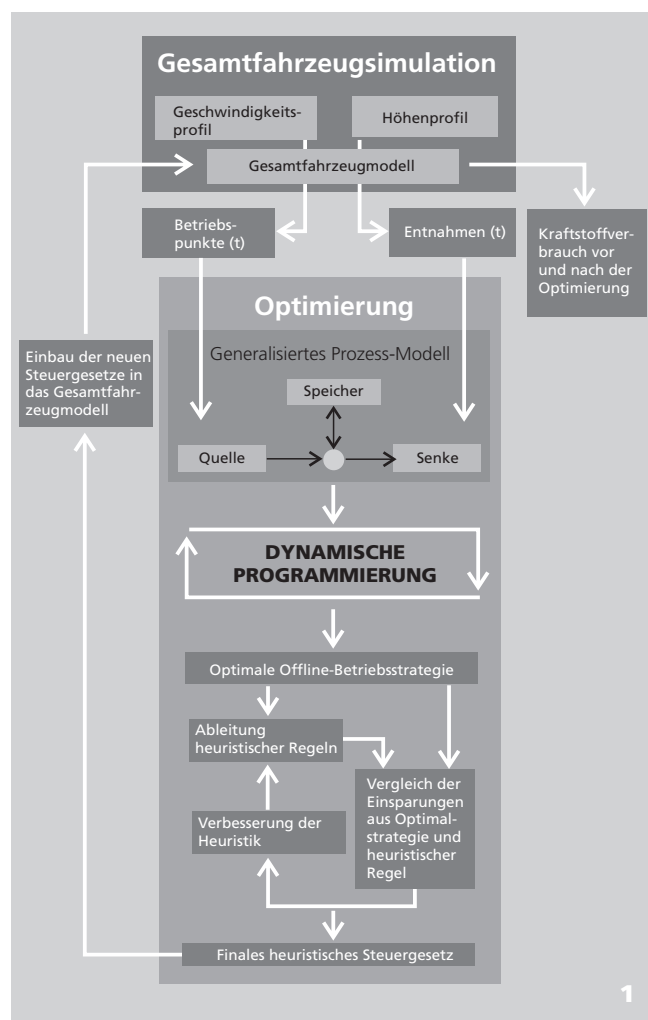 Gesamtfahrzeugsimulation
Geschwindigkeits-
profil
Höhenprofil
Gesamtfahrzeugmodell
Betriebs-
punkte (t)
Entnahmen (t)
Kraftstoffver-
brauch vor
und nach der
Optimierung
Optimierung
Generalisiertes Prozess-Modell
Speicher
Quelle
Senke
Einbau der neuen
Steuergesetze in
das Gesamtfahr-
zeugmodell
DYNAMISCHE
PROGRAMMIERUNG
Optimale Offline-Betriebsstrategie
Ableitung
heuristischer Regeln
Vergleich der
Einsparungen
aus Optimal-
strategie und
heuristischer
Regel
Verbesserung der
Heuristik
Finales heuristisches Steuergesetz
1